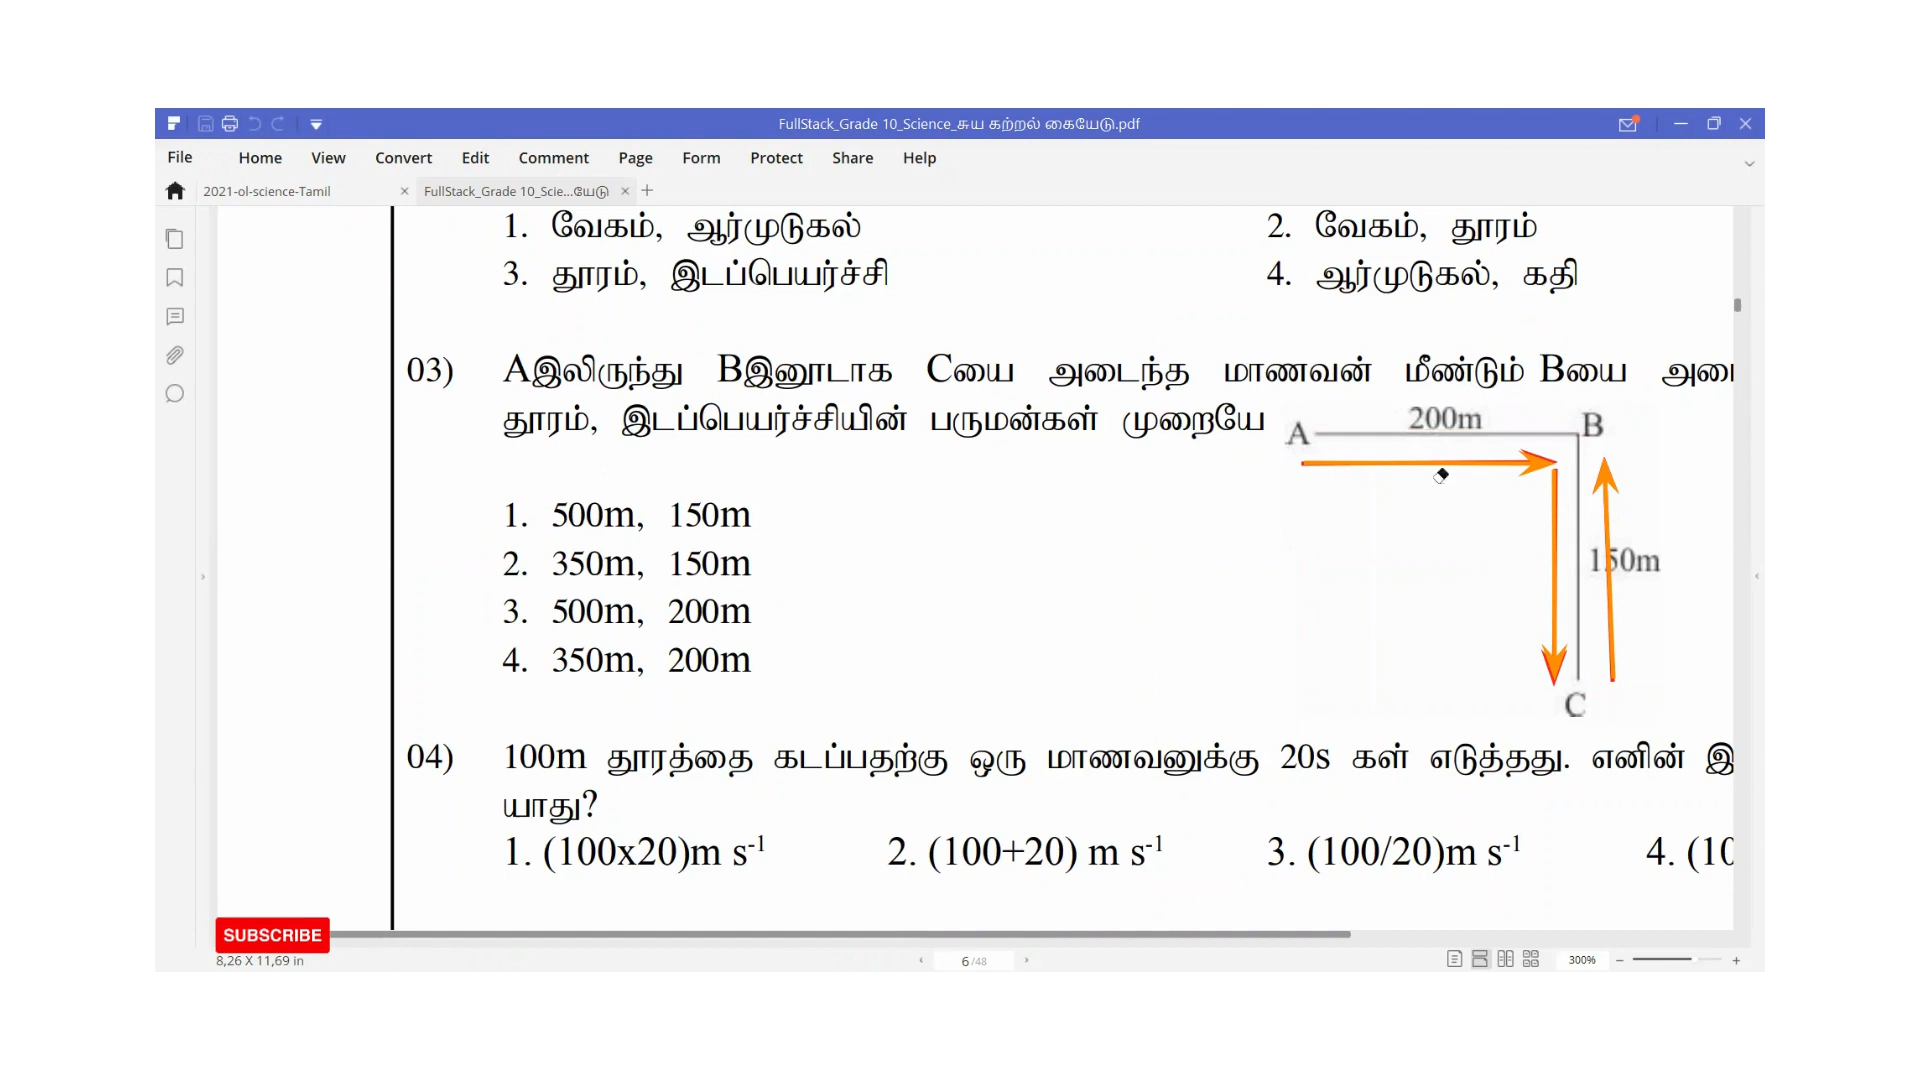 FullStack_Grade 10_Science_சுய கற்றல் கையேடு.pdf
File Home View Convert Edit Comment Page Form Protect Share Help
2021-ol-science-Tamil FullStack_Grade 10_Scie...யேடு
1. வேகம், ஆர்முடுகல் 2. வேகம், தூரம்
3. தூரம், இடப்பெயர்ச்சி 4. ஆர்முடுகல், கதி
03) Aஇலிருந்து Bஇனூடாக Cயை அடைந்த மாணவன் மீண்டும் Bயை
தூரம், இடப்பெயர்ச்சியின் பருமன்கள் முறையே
A 200m B
1. 500m, 150m
2. 350m, 150m
150m
3. 500m, 200m
4. 350m, 200m
C
04) 100m தூரத்தை கடப்பதற்கு ஒரு மாணவனுக்கு 20s கள் எடுத்தது. எனின்
யாது?
1. (100x20)m s⁻¹ 2. (100+20) m s⁻¹ 3. (100/20)m s⁻¹ 4. (10
SUBSCRIBE
8,26 X 11,69 in 6 /48 300%